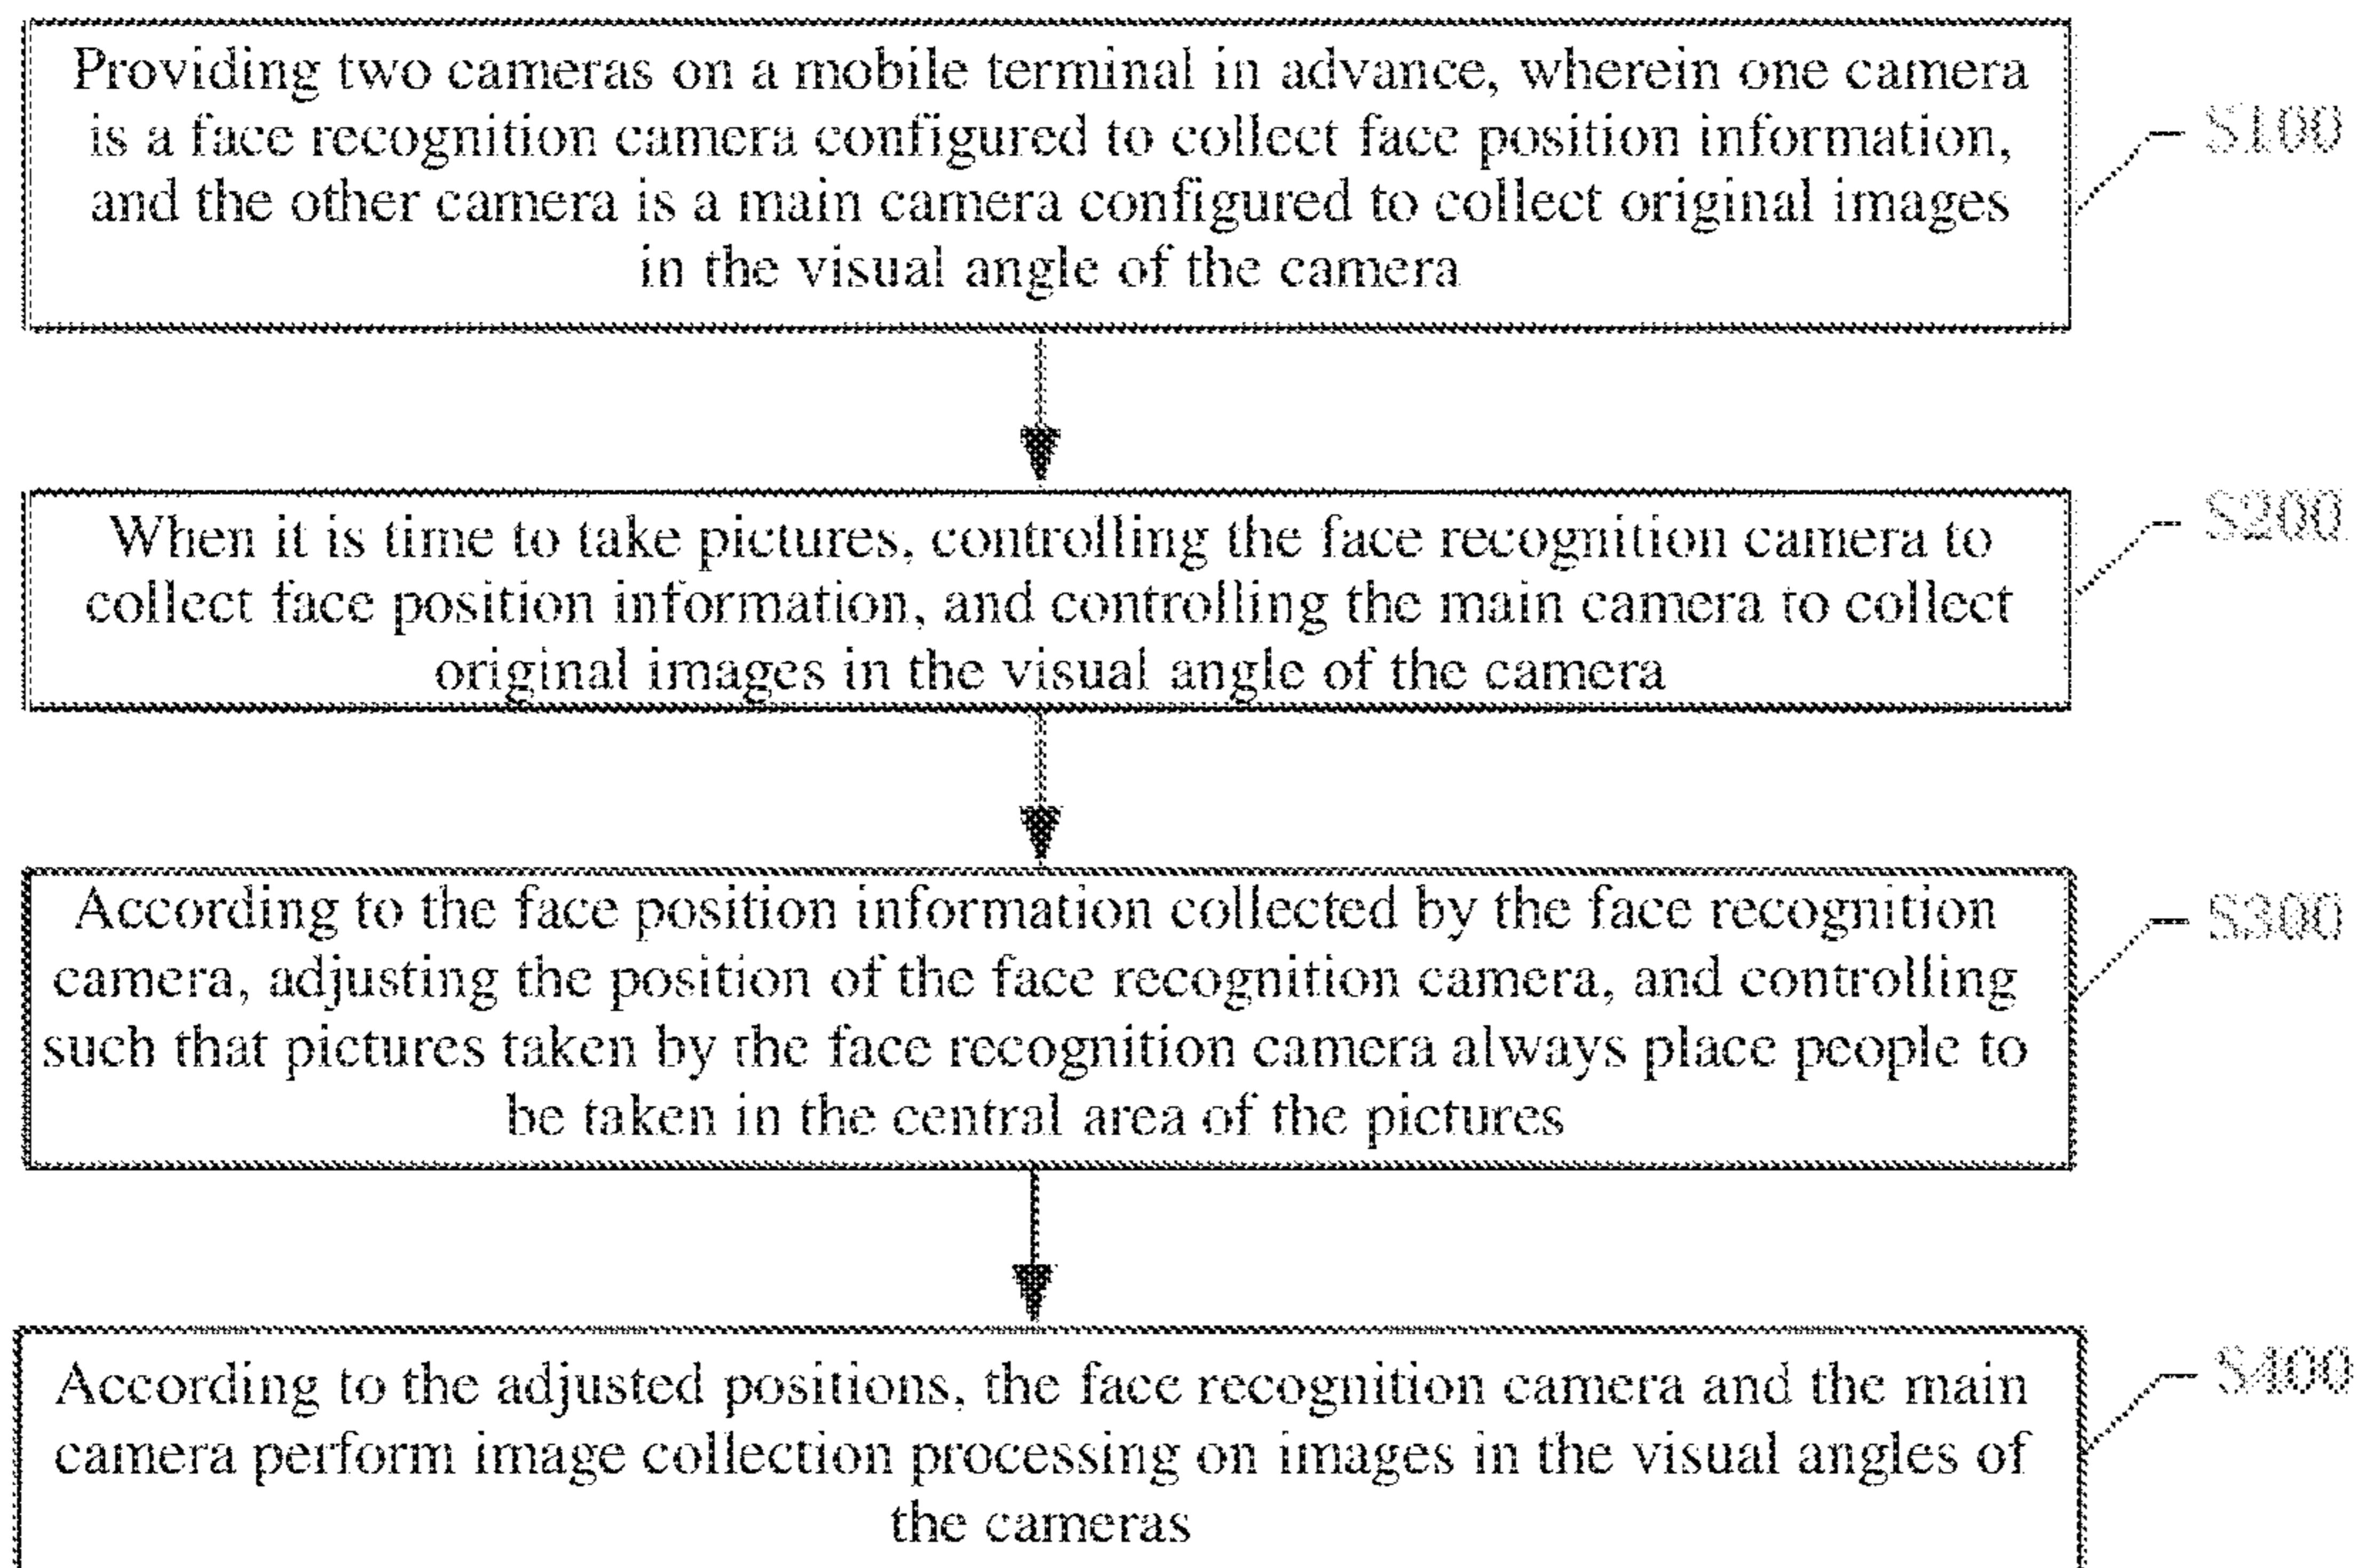 Providing two cameras on a mobile terminal in advance, wherein one camera
is a face recognition camera configured to collect face position information,
and the other camera is a main camera configured to collect original images
in the visual angle of the camera
S100
When it is time to take pictures, controlling the face recognition camera to
collect face position information, and controlling the main camera to collect
original images in the visual angle of the camera
S200
According to the face position information collected by the face recognition
camera, adjusting the position of the face recognition camera, and controlling
such that pictures taken by the face recognition camera always place people to
be taken in the central area of the pictures
S300
According to the adjusted positions, the face recognition camera and the main
camera perform image collection processing on images in the visual angles of
the cameras
S400